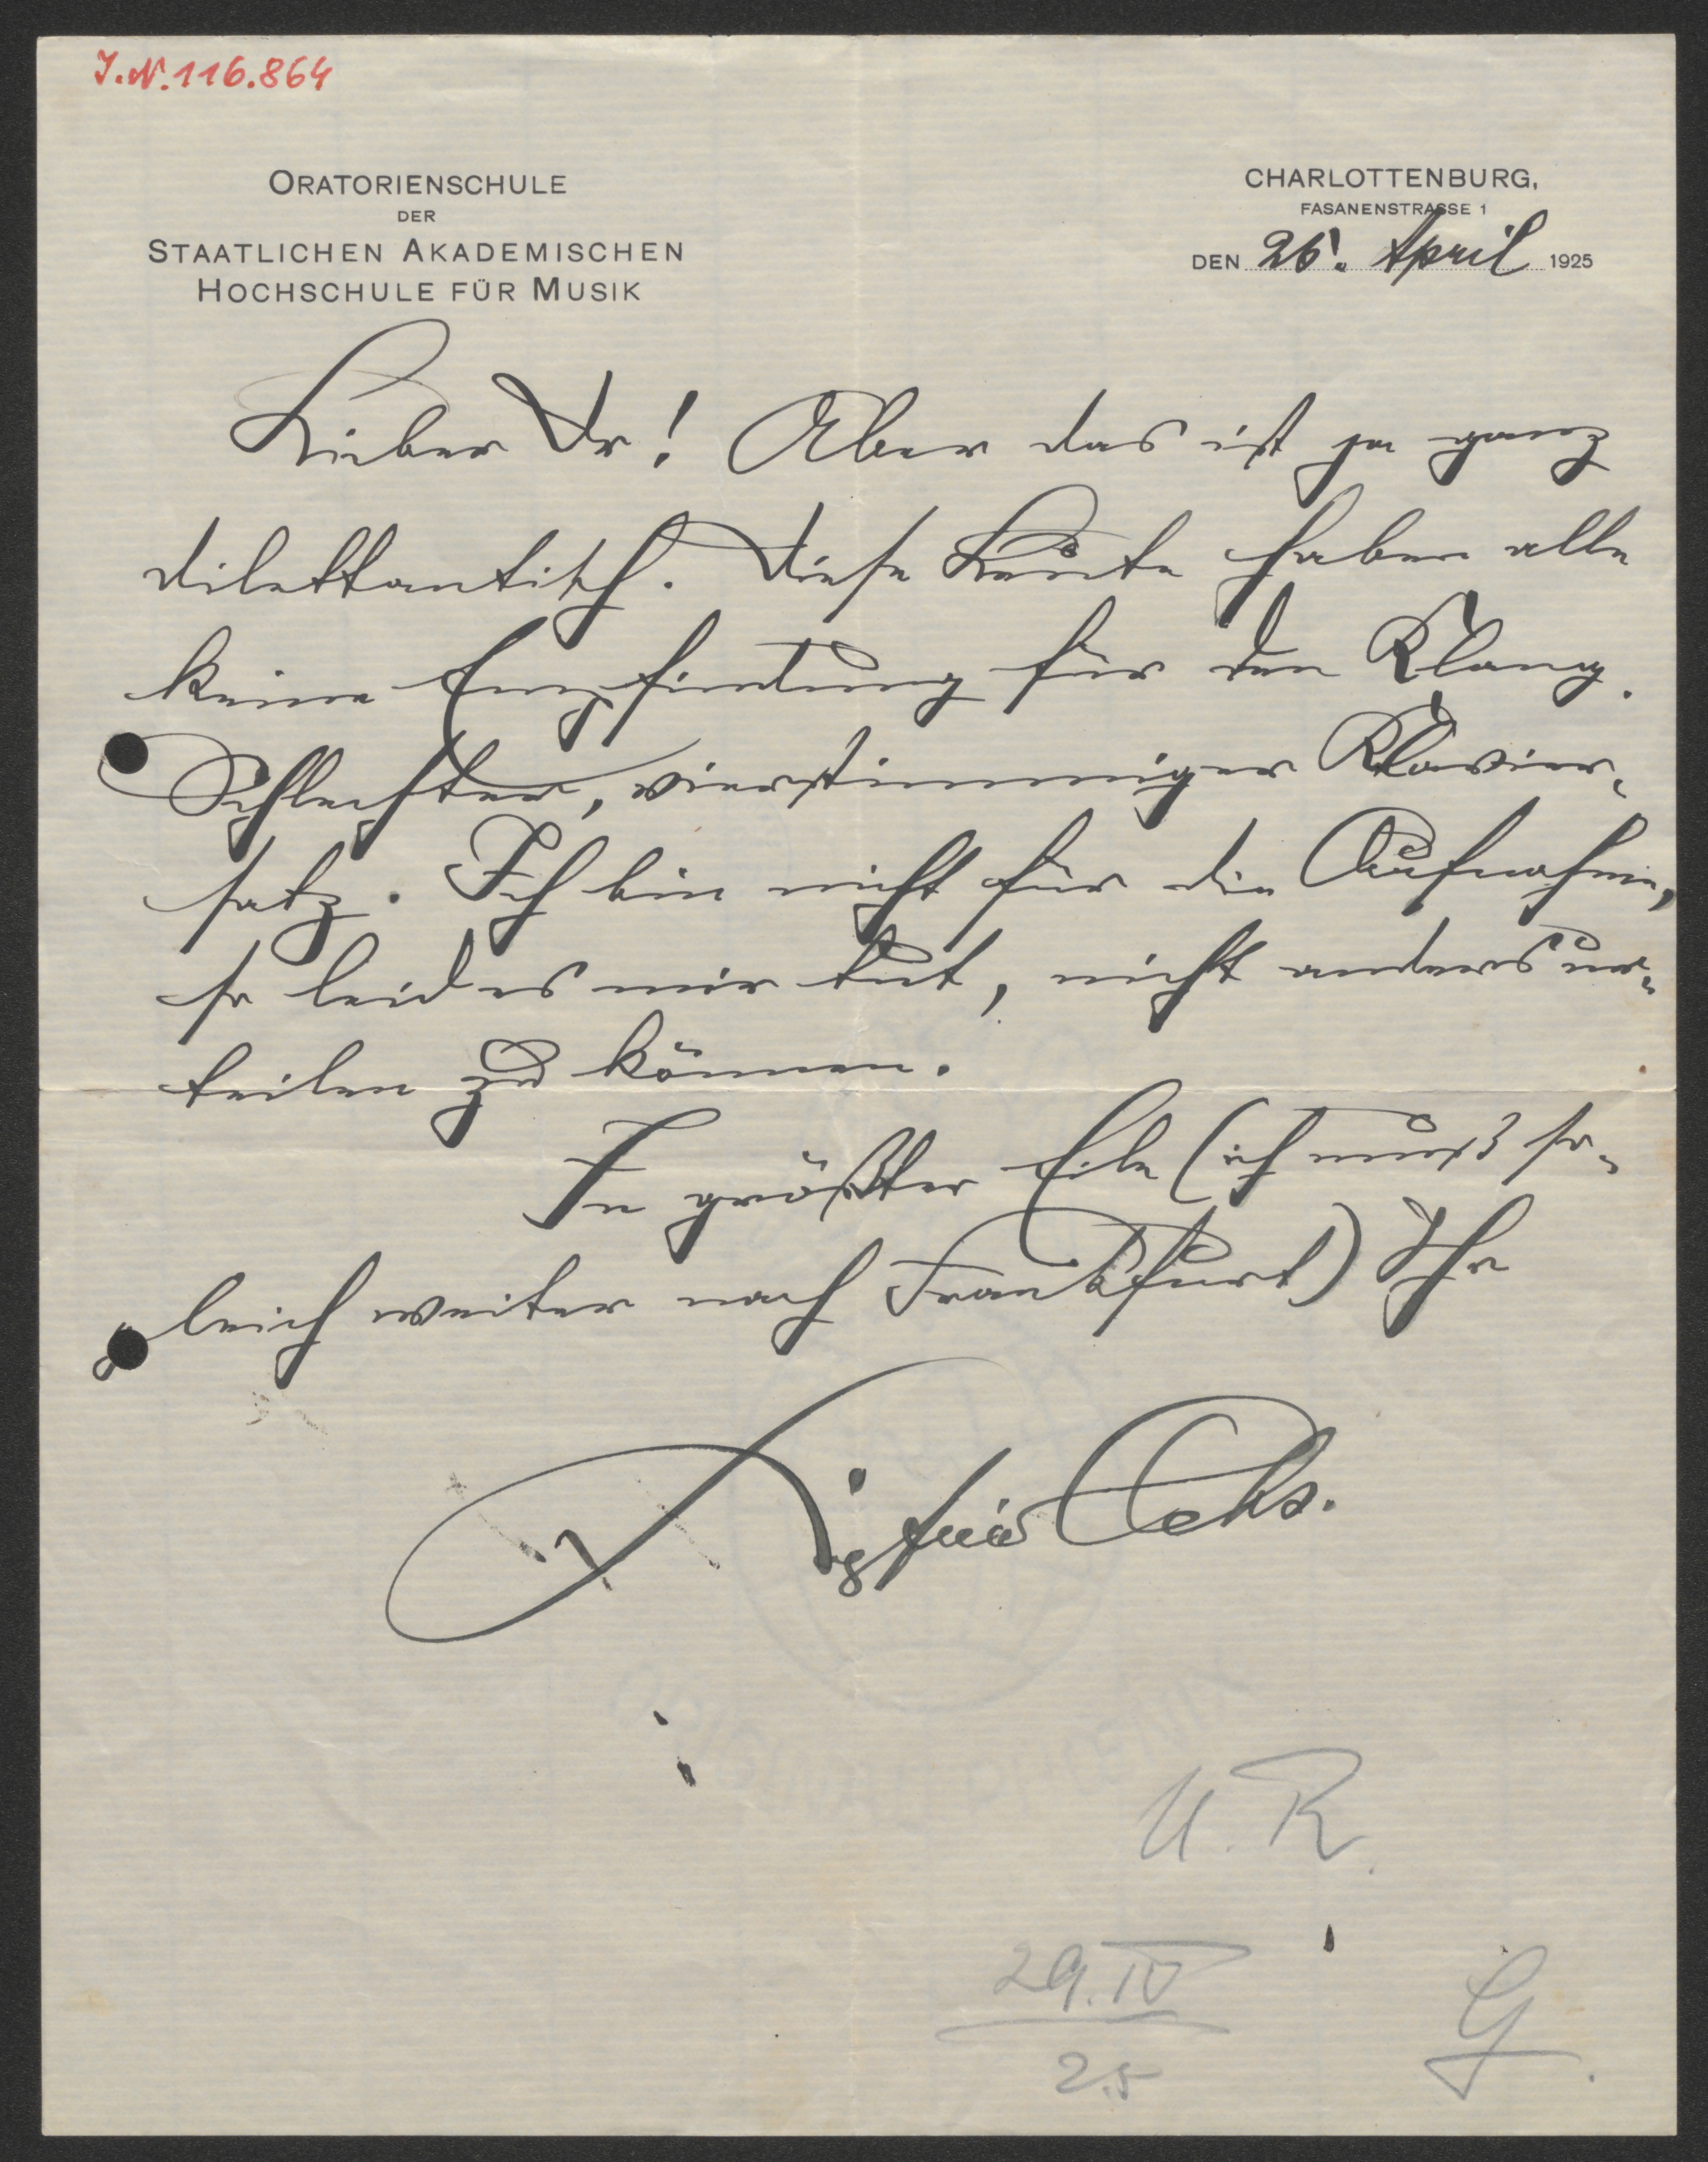 J.N.116.864
ORATORIENSCHULE
DER
STAATLICHEN AKADEMISCHEN
HOCHSCHULE FÜR MUSIK
CHARLOTTENBURG,
FASANENSTRASSE 1
DEN 26. April 1925
Lieber Dr! Aber das ist ja ganz
dilettantisch. Diese Leute haben alle
keine Empfindung für den Klang.
Schlechter, vierstimmiger Klavier-
satz. Ich bin nicht für die Aufnahme,
so leid es mir tut, nicht anders ur-
teilen zu können.
In größter Eile (ich muß so-
gleich weiter nach Frankfurt) Ihr
Siegfried Ochs.
U. R.
29.IV
25
G.